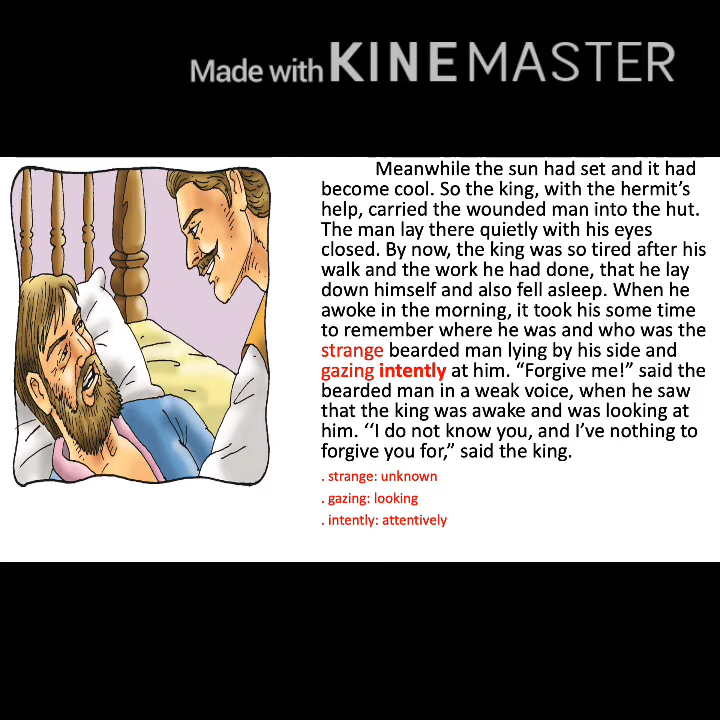 Made with KINEMASTER
Meanwhile the sun had set and it had
become cool. So the king, with the hermit’s
help, carried the wounded man into the hut.
The man lay there quietly with his eyes
closed. By now, the king was so tired after his
walk and the work he had done, that he lay
down himself and also fell asleep. When he
awoke in the morning, it took his some time
to remember where he was and who was the
strange bearded man lying by his side and
gazing intently at him. “Forgive me!” said the
bearded man in a weak voice, when he saw
that the king was awake and was looking at
him. ‘‘I do not know you, and I’ve nothing to
forgive you for,” said the king.
. strange: unknown
. gazing: looking
. intently: attentively